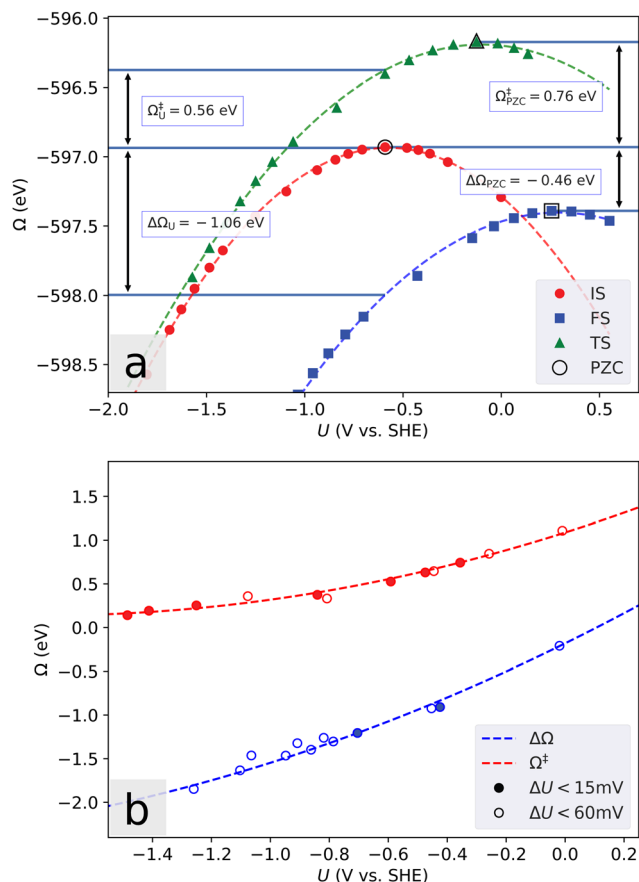 −596.0
−596.5
−597.0
−597.5
−598.0
−598.5
Ω (eV)
Ω‡U = 0.56 eV
Ω‡PZC = 0.76 eV
ΔΩPZC = −0.46 eV
ΔΩU = −1.06 eV
IS
FS
TS
PZC
a
−2.0 −1.5 −1.0 −0.5 0.0 0.5
U (V vs. SHE)
1.5
1.0
0.5
0.0
−0.5
−1.0
−1.5
−2.0
Ω (eV)
ΔΩ
Ω‡
ΔU < 15mV
ΔU < 60mV
b
−1.4 −1.2 −1.0 −0.8 −0.6 −0.4 −0.2 0.0 0.2
U (V vs. SHE)